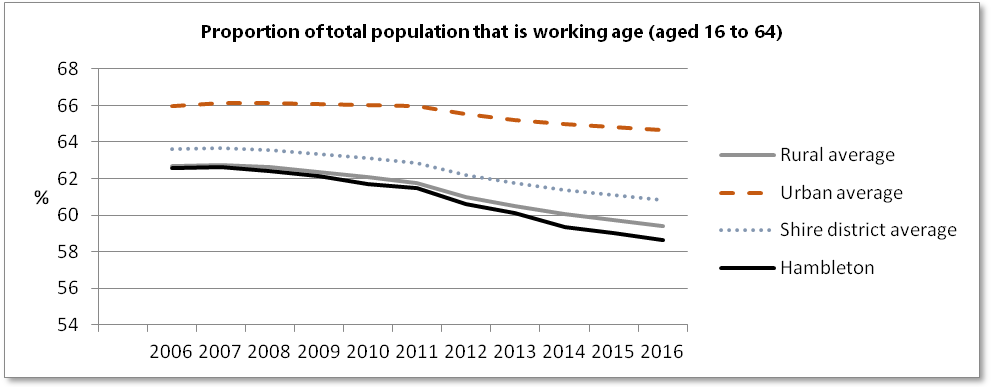 Proportion of total population that is working age (aged 16 to 64)
68
66
64
62
60
58
56
54
%
2006 2007 2008 2009 2010 2011 2012 2013 2014 2015 2016
Rural average
Urban average
Shire district average
Hambleton